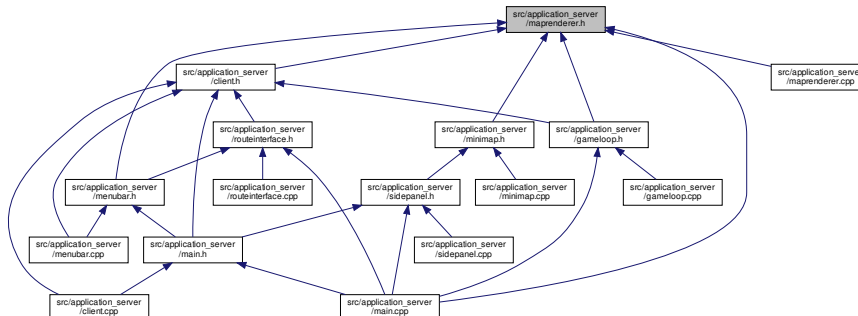 src/application_server
/maprenderer.h
src/application_server
/client.h
src/application_server
/maprenderer.cpp
src/application_server
/routeinterface.h
src/application_server
/minimap.h
src/application_server
/gameloop.h
src/application_server
/menubar.h
src/application_server
/routeinterface.cpp
src/application_server
/sidepanel.h
src/application_server
/minimap.cpp
src/application_server
/gameloop.cpp
src/application_server
/menubar.cpp
src/application_server
/main.h
src/application_server
/sidepanel.cpp
src/application_server
/client.cpp
src/application_server
/main.cpp